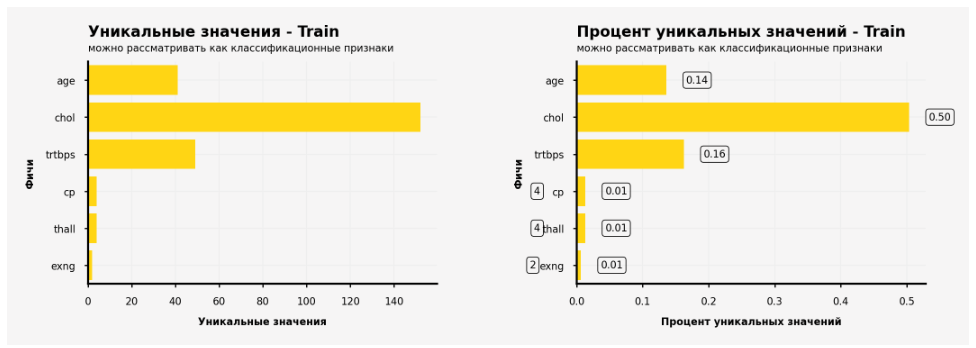 Уникальные значения - Train
можно рассматривать как классификационные признаки
Фичи
age
chol
trtbps
cp
thall
exng
0 20 40 60 80 100 120 140
Уникальные значения
Процент уникальных значений - Train
можно рассматривать как классификационные признаки
Фичи
age 0.14
chol 0.50
trtbps 0.16
4 cp 0.01
4 thall 0.01
2 exng 0.01
0.0 0.1 0.2 0.3 0.4 0.5
Процент уникальных значений